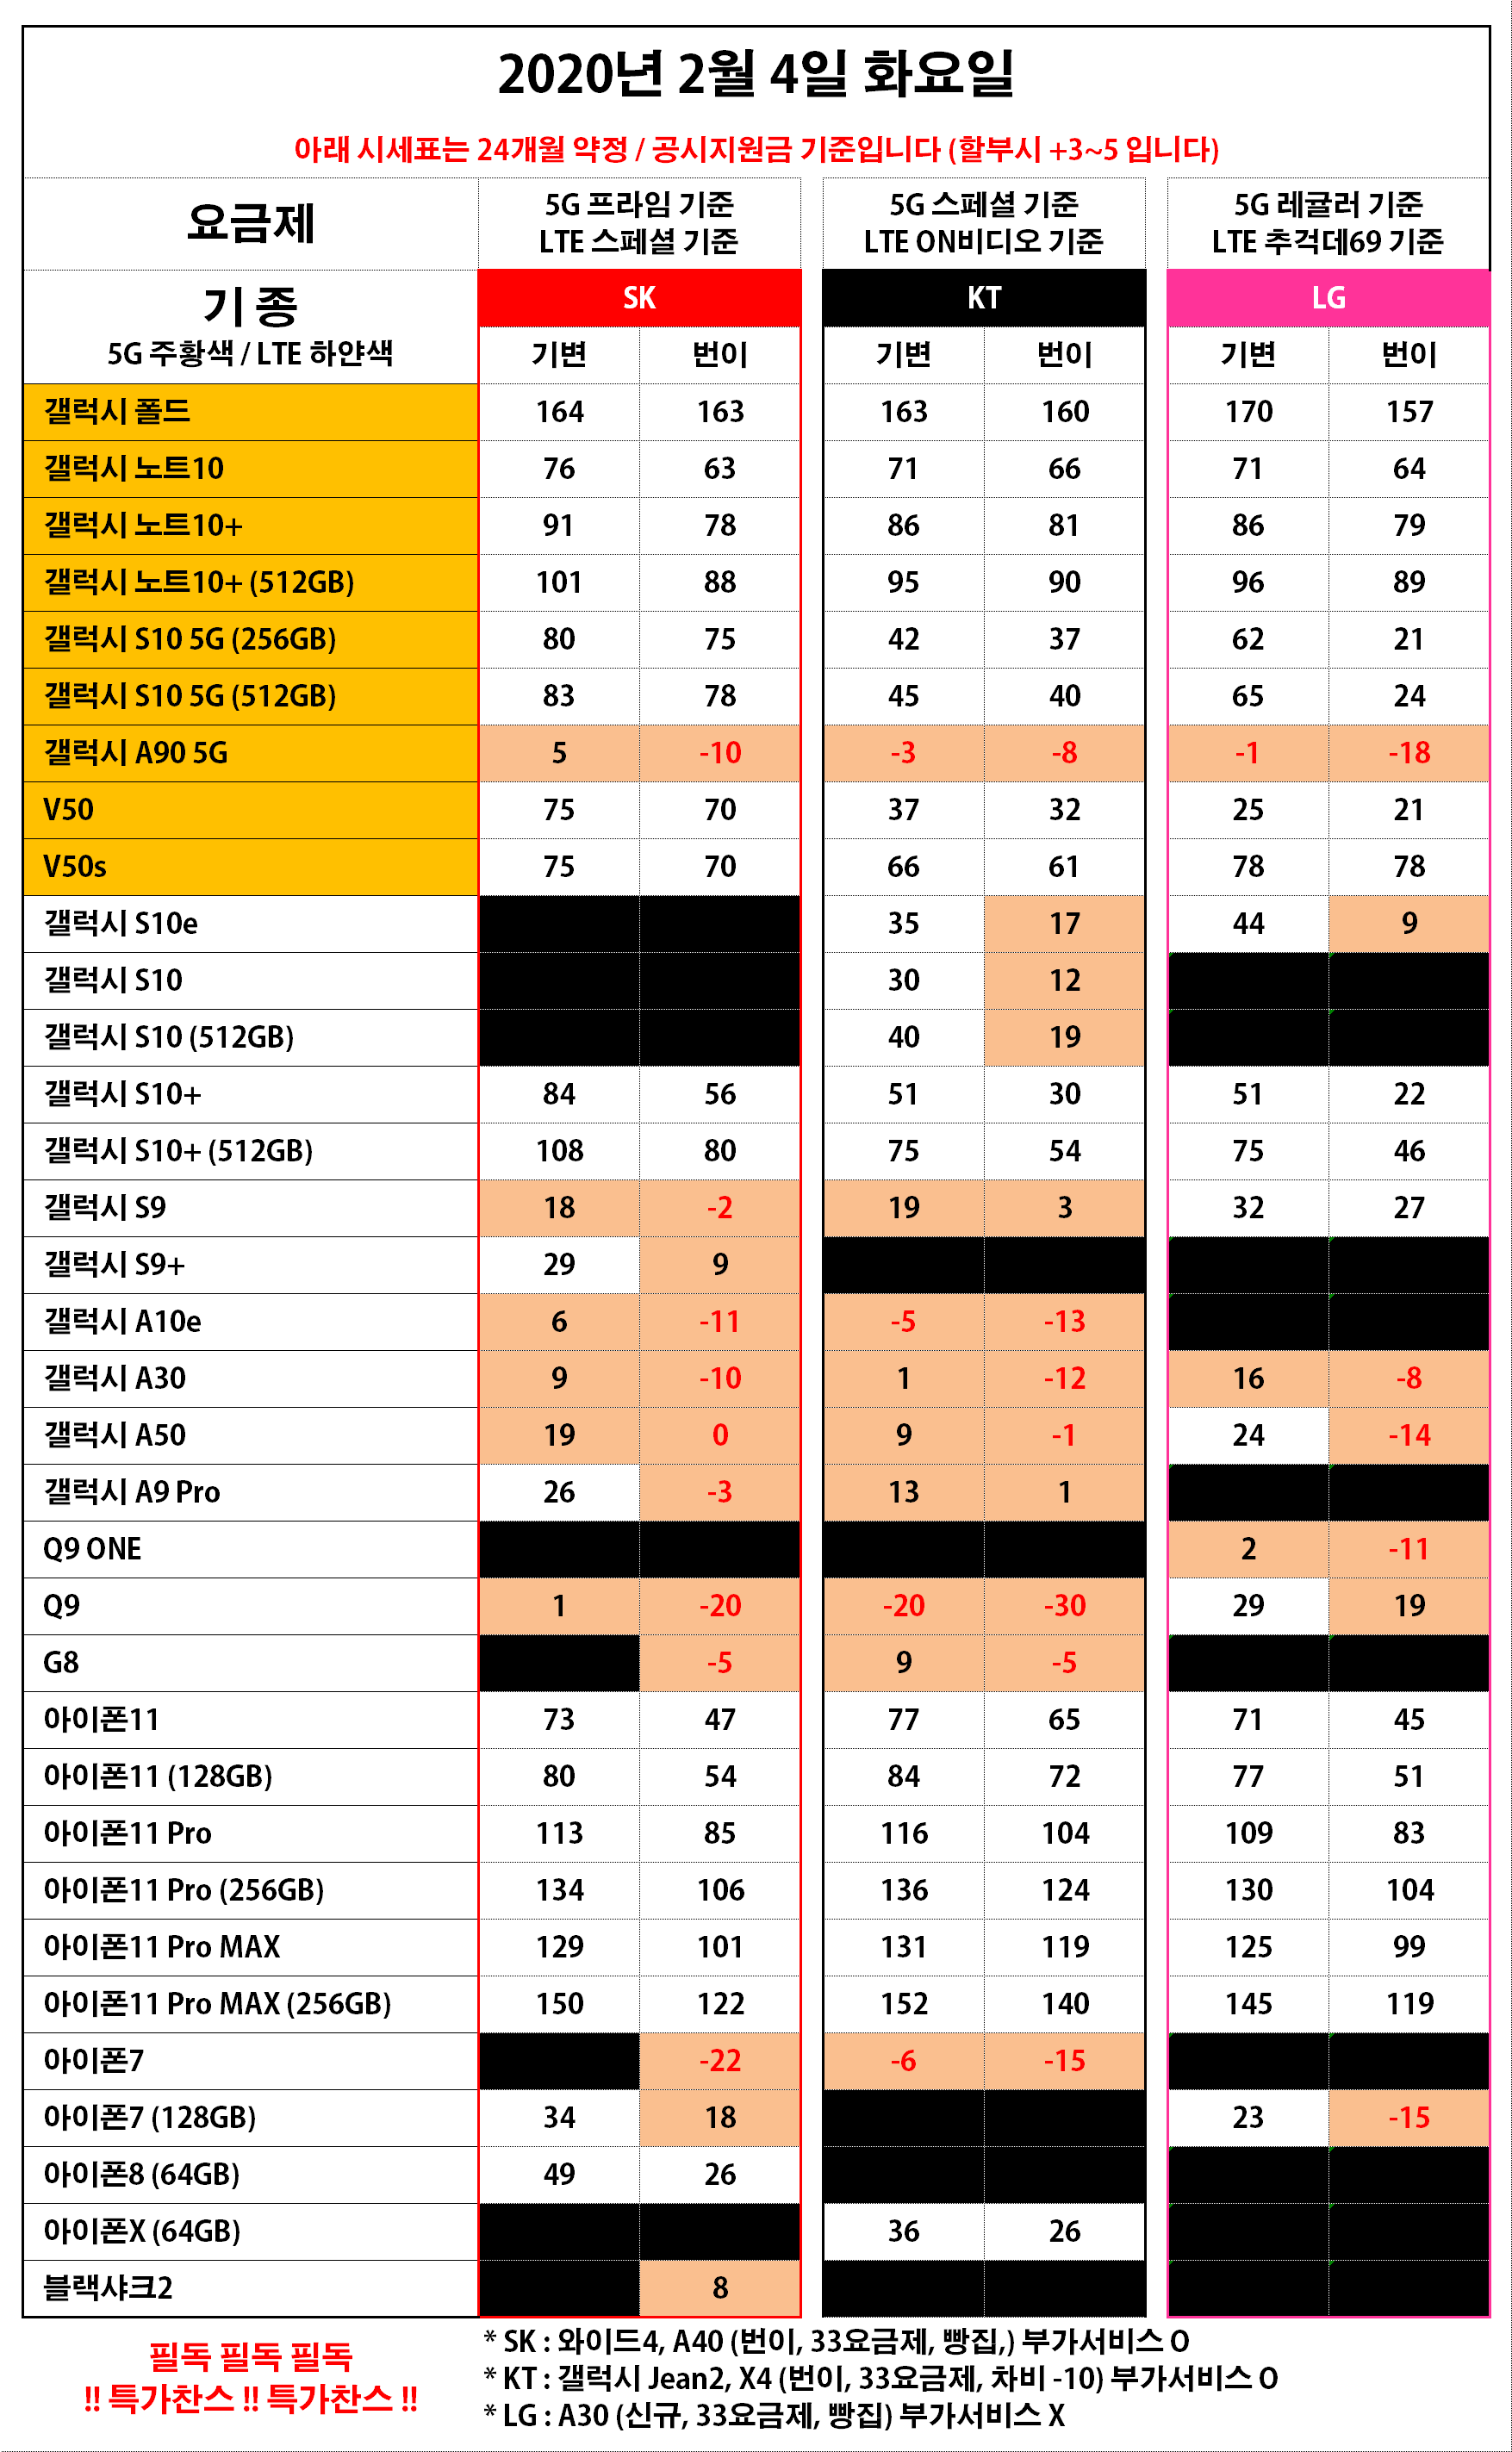 2020년 2월 4일 화요일
아래 시세표는 24개월 약정 / 공시지원금 기준입니다 (할부시 +3~5 입니다)
요금제
5G 프라임 기준
LTE 스페셜 기준
5G 스페셜 기준
LTE ON비디오 기준
5G 레귤러 기준
LTE 추걱데69 기준
기 종
5G 주황색 / LTE 하얀색
SK KT LG
기변 번이 기변 번이 기변 번이
갤럭시 폴드 164 163 163 160 170 157
갤럭시 노트10 76 63 71 66 71 64
갤럭시 노트10+ 91 78 86 81 86 79
갤럭시 노트10+ (512GB) 101 88 95 90 96 89
갤럭시 S10 5G (256GB) 80 75 42 37 62 21
갤럭시 S10 5G (512GB) 83 78 45 40 65 24
갤럭시 A90 5G 5 -10 -3 -8 -1 -18
V50 75 70 37 32 25 21
V50s 75 70 66 61 78 78
갤럭시 S10e 35 17 44 9
갤럭시 S10 30 12
갤럭시 S10 (512GB) 40 19
갤럭시 S10+ 84 56 51 30 51 22
갤럭시 S10+ (512GB) 108 80 75 54 75 46
갤럭시 S9 18 -2 19 3 32 27
갤럭시 S9+ 29 9
갤럭시 A10e 6 -11 -5 -13
갤럭시 A30 9 -10 1 -12 16 -8
갤럭시 A50 19 0 9 -1 24 -14
갤럭시 A9 Pro 26 -3 13 1
Q9 ONE 2 -11
Q9 1 -20 -20 -30 29 19
G8 -5 9 -5
아이폰11 73 47 77 65 71 45
아이폰11 (128GB) 80 54 84 72 77 51
아이폰11 Pro 113 85 116 104 109 83
아이폰11 Pro (256GB) 134 106 136 124 130 104
아이폰11 Pro MAX 129 101 131 119 125 99
아이폰11 Pro MAX (256GB) 150 122 152 140 145 119
아이폰7 -22 -6 -15
아이폰7 (128GB) 34 18 23 -15
아이폰8 (64GB) 49 26
아이폰X (64GB) 36 26
블랙샤크2 8
필독 필독 필독
!! 특가찬스 !! 특가찬스 !!
* SK : 와이드4, A40 (번이, 33요금제, 빵집,) 부가서비스 O
* KT : 갤럭시 Jean2, X4 (번이, 33요금제, 차비 -10) 부가서비스 O
* LG : A30 (신규, 33요금제, 빵집) 부가서비스 X